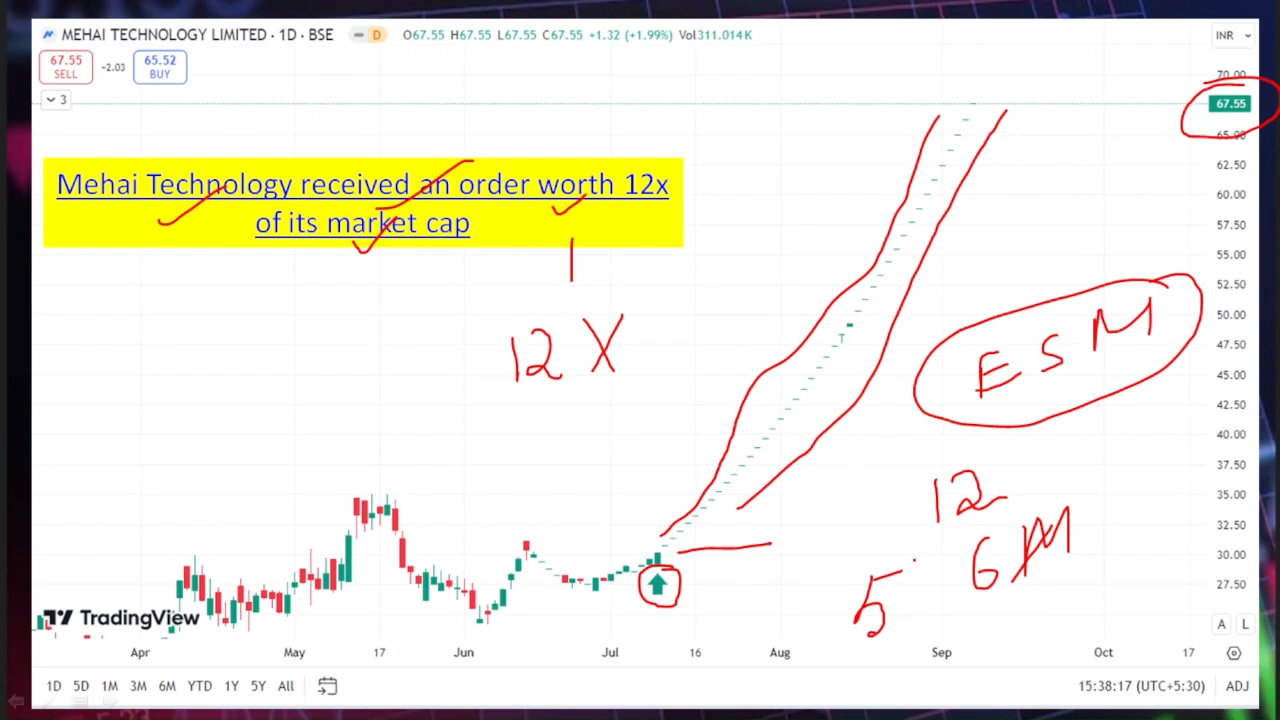 MEHAI TECHNOLOGY LIMITED · 1D · BSE D O67.55 H67.55 L67.55 C67.55 +1.32 (+1.99%) Vol311.014K INR
67.55 SELL -2.03 65.52 BUY
70.00
3
67.55
65.00
62.50
60.00
57.50
55.00
52.50
50.00
47.50
45.00
42.50
40.00
37.50
35.00
32.50
30.00
27.50
Mehai Technology received an order worth 12x
of its market cap
12 X
ESM
12
6 M
5
TradingView
A L
Apr May 17 Jun Jul 16 Aug Sep Oct 17
1D 5D 1M 3M 6M YTD 1Y 5Y All 15:38:17 (UTC+5:30) ADJ